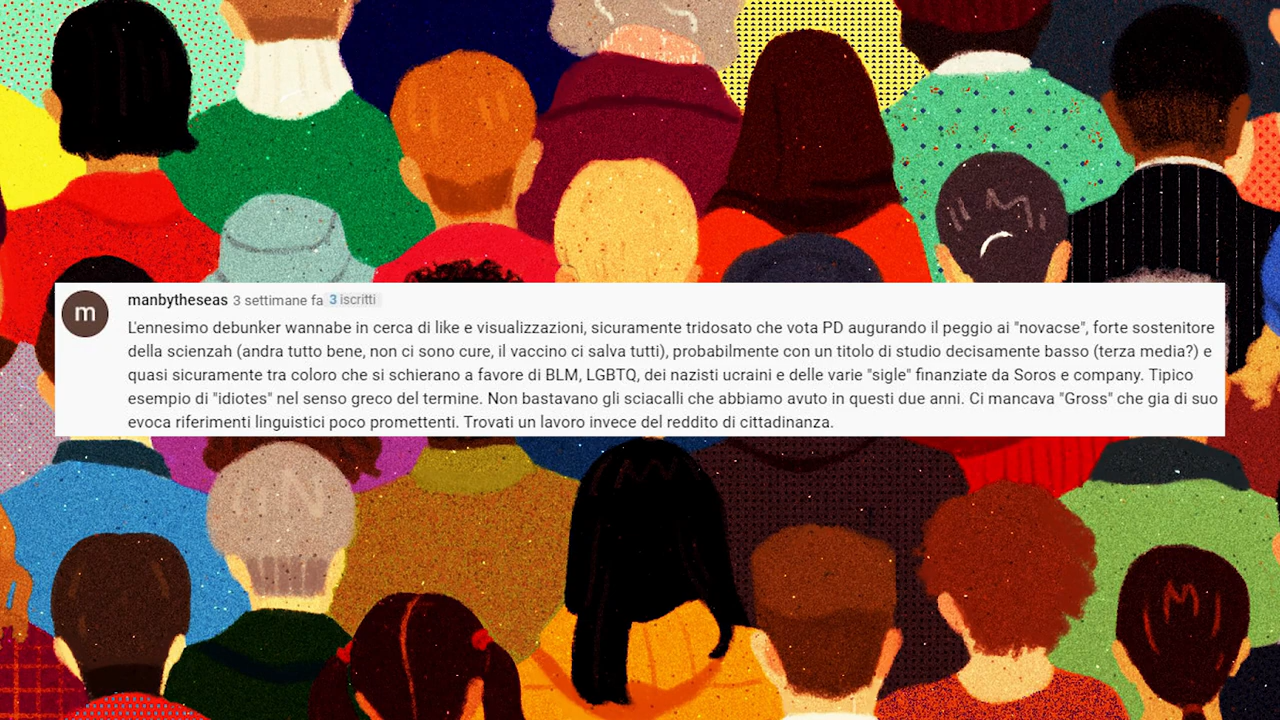 m
manbytheseas 3 settimane fa 3 iscritti
L'ennesimo debunker wannabe in cerca di like e visualizzazioni, sicuramente tridosato che vota PD augurando il peggio ai "novacse", forte sostenitore
della scienzah (andra tutto bene, non ci sono cure, il vaccino ci salva tutti), probabilmente con un titolo di studio decisamente basso (terza media?) e
quasi sicuramente tra coloro che si schierano a favore di BLM, LGBTQ, dei nazisti ucraini e delle varie "sigle" finanziate da Soros e company. Tipico
esempio di "idiotes" nel senso greco del termine. Non bastavano gli sciacalli che abbiamo avuto in questi due anni. Ci mancava "Gross" che gia di suo
evoca riferimenti linguistici poco promettenti. Trovati un lavoro invece del reddito di cittadinanza.